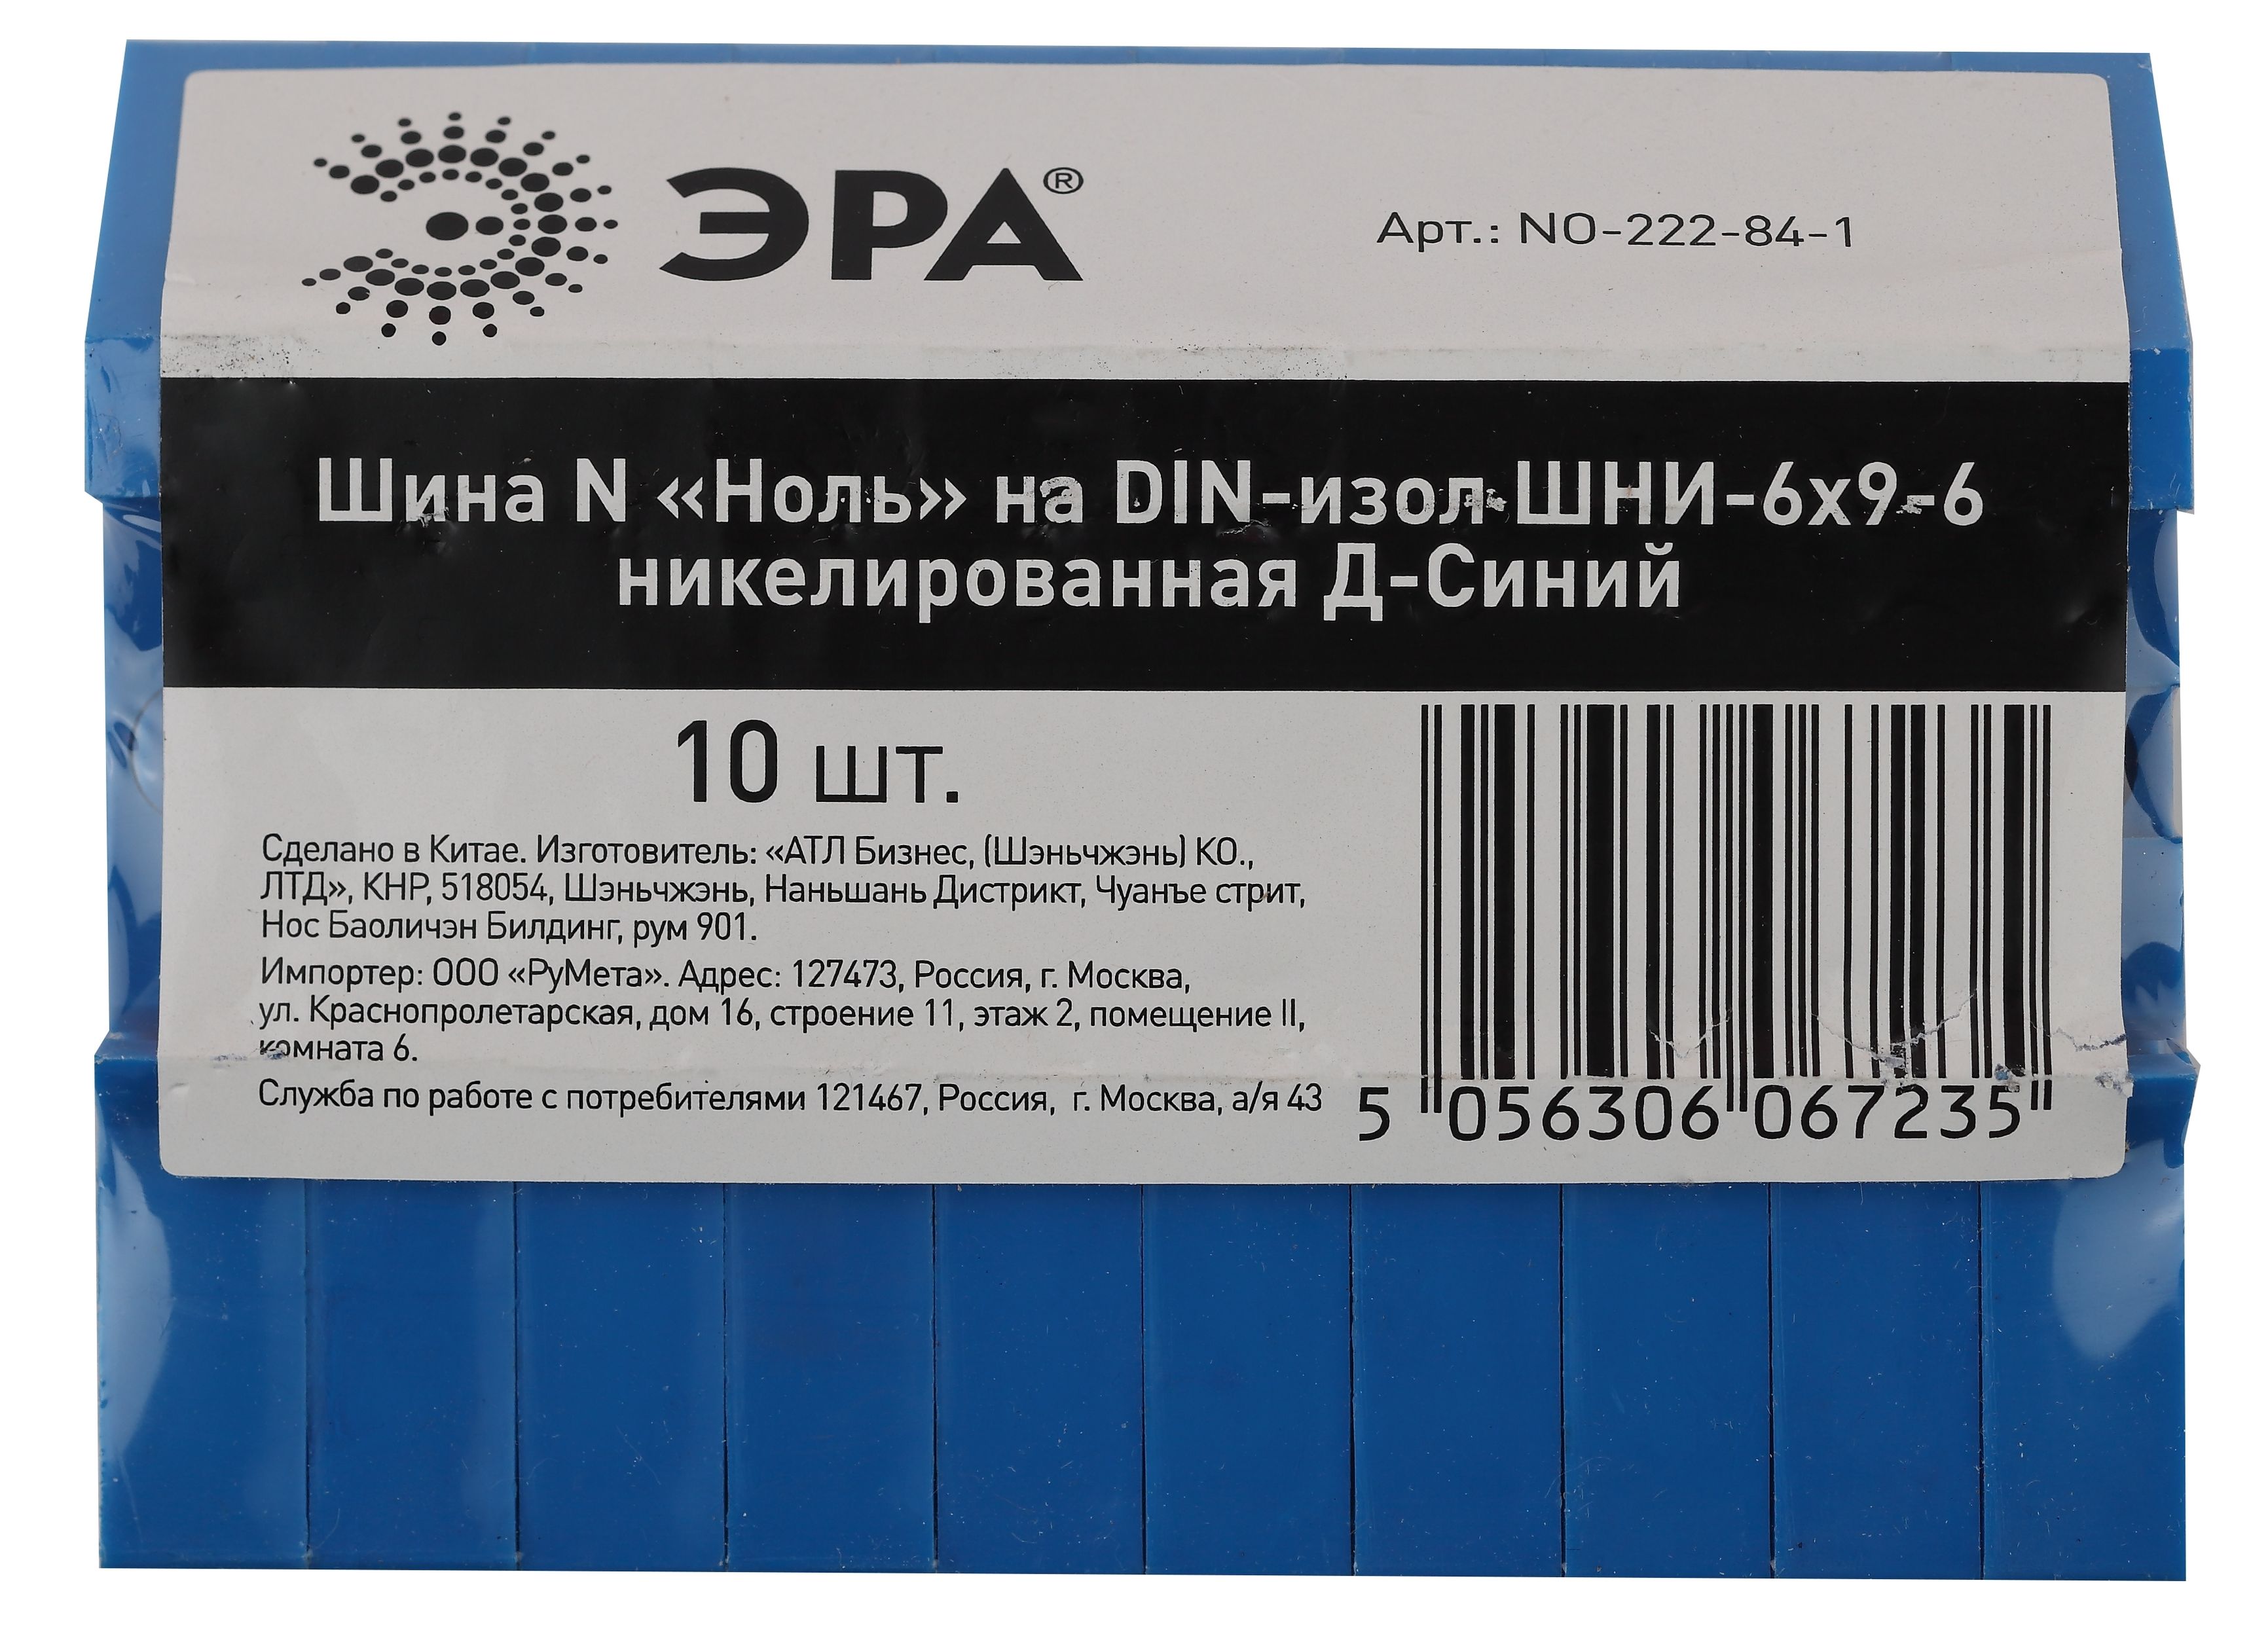 ЭРА®
Арт.: NO-222-84-1
Шина N «Ноль» на DIN-изол ШНИ-6х9-6
никелированная Д-Синий
10 шт.
Сделано в Китае. Изготовитель: «АТЛ Бизнес, (Шэньчжэнь) КО.,
ЛТД», КНР, 518054, Шэньчжэнь, Наньшань Дистрикт, Чуанъе стрит,
Нос Баоличэн Билдинг, рум 901.
Импортер: ООО «РуМета». Адрес: 127473, Россия, г. Москва,
ул. Краснопролетарская, дом 16, строение 11, этаж 2, помещение II,
комната 6.
Служба по работе с потребителями 121467, Россия, г. Москва, а/я 43
5 056306 067235